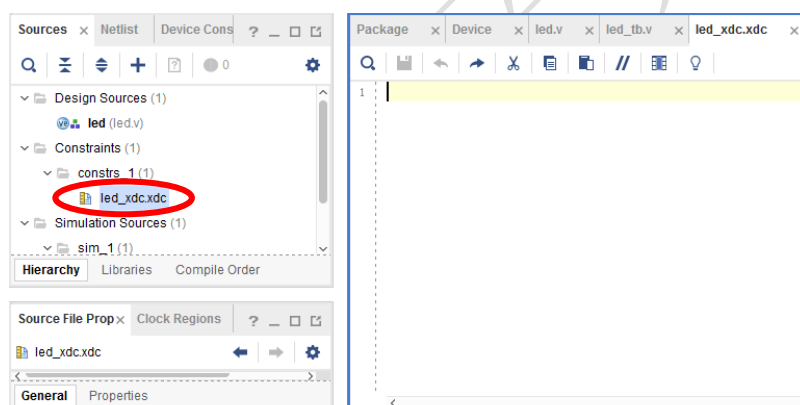 Sources × Netlist Device Cons ? _
0
Design Sources (1)
led (led.v)
Constraints (1)
constrs_1 (1)
led_xdc.xdc
Simulation Sources (1)
sim_1 (1)
Hierarchy Libraries Compile Order
Source File Prop × Clock Regions ? _
led_xdc.xdc
General Properties
Package × Device × led.v × led_tb.v × led_xdc.xdc ×
//
1